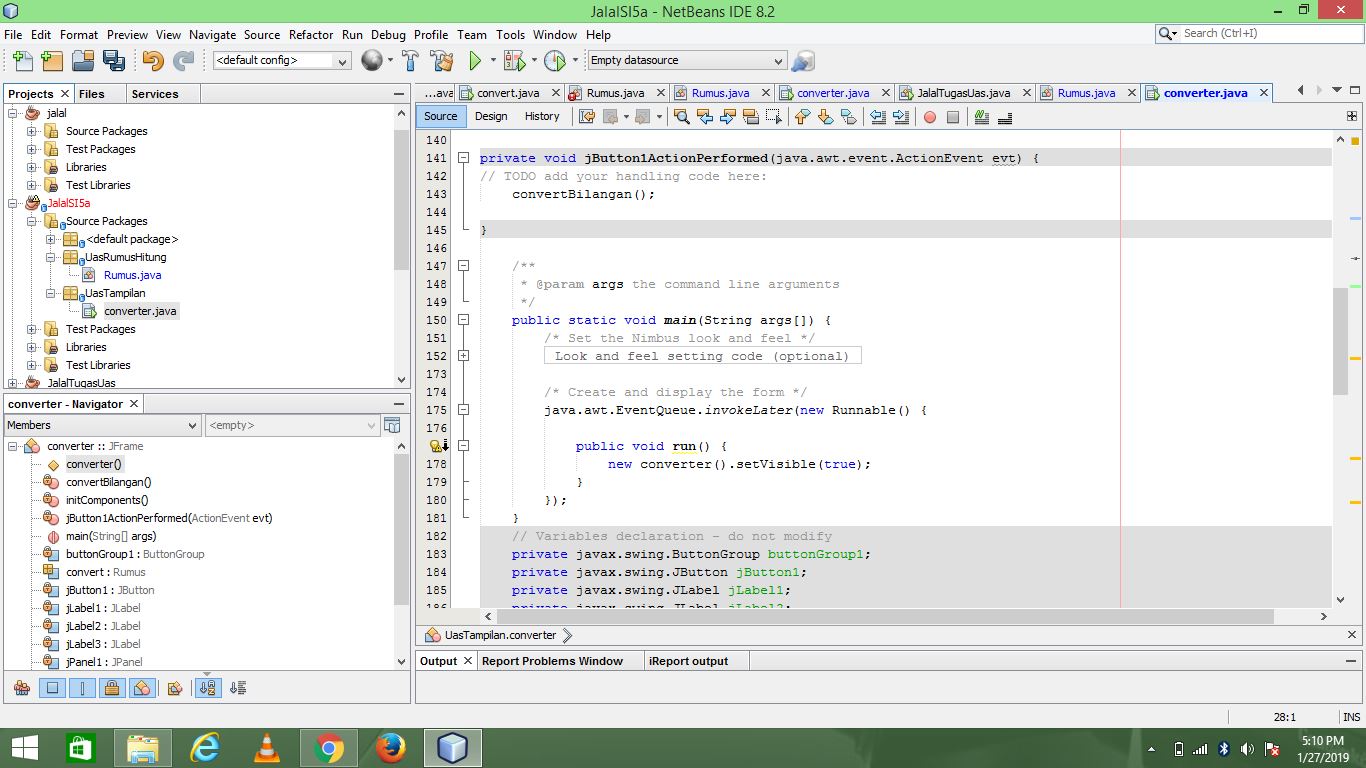 JalalSI5a - NetBeans IDE 8.2
File Edit Format Preview View Navigate Source Refactor Run Debug Profile Team Tools Window Help
Search (Ctrl+I)
<default config>
Empty datasource
Projects Files Services
jalal
Source Packages
Test Packages
Libraries
Test Libraries
JalalSI5a
Source Packages
<default package>
UasRumusHitung
Rumus.java
UasTampilan
converter.java
Test Packages
Libraries
Test Libraries
JalalTugasUas
converter - Navigator
Members <empty>
converter :: JFrame
converter()
convertBilangan()
initComponents()
jButton1ActionPerformed(ActionEvent evt)
main(String[] args)
buttonGroup1 : ButtonGroup
convert : Rumus
jButton1 : JButton
jLabel1 : JLabel
jLabel2 : JLabel
jLabel3 : JLabel
jPanel1 : JPanel
...ava convert.java Rumus.java Rumus.java converter.java JalalTugasUas.java Rumus.java converter.java
Source Design History
140
141 private void jButton1ActionPerformed(java.awt.event.ActionEvent evt) {
142 // TODO add your handling code here:
143 convertBilangan();
144
145 }
146
147 /**
148 * @param args the command line arguments
149 */
150 public static void main(String args[]) {
151 /* Set the Nimbus look and feel */
152 Look and feel setting code (optional)
173
174 /* Create and display the form */
175 java.awt.EventQueue.invokeLater(new Runnable() {
176
public void run() {
178 new converter().setVisible(true);
179 }
180 });
181 }
182 // Variables declaration - do not modify
183 private javax.swing.ButtonGroup buttonGroup1;
184 private javax.swing.JButton jButton1;
185 private javax.swing.JLabel jLabel1;
186 private javax.swing.JLabel jLabel2;
UasTampilan.converter
Output Report Problems Window iReport output
28:1 INS
5:10 PM
1/27/2019